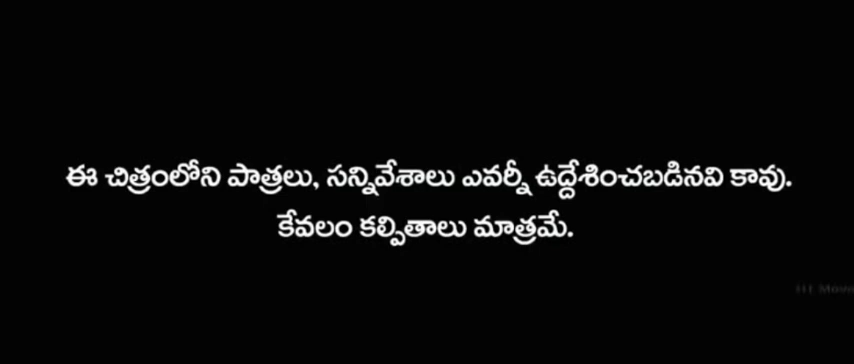 ఈ చిత్రంలోని పాత్రలు, సన్నివేశాలు ఎవర్నీ ఉద్దేశించబడినవి కావు.
కేవలం కల్పితాలు మాత్రమే.